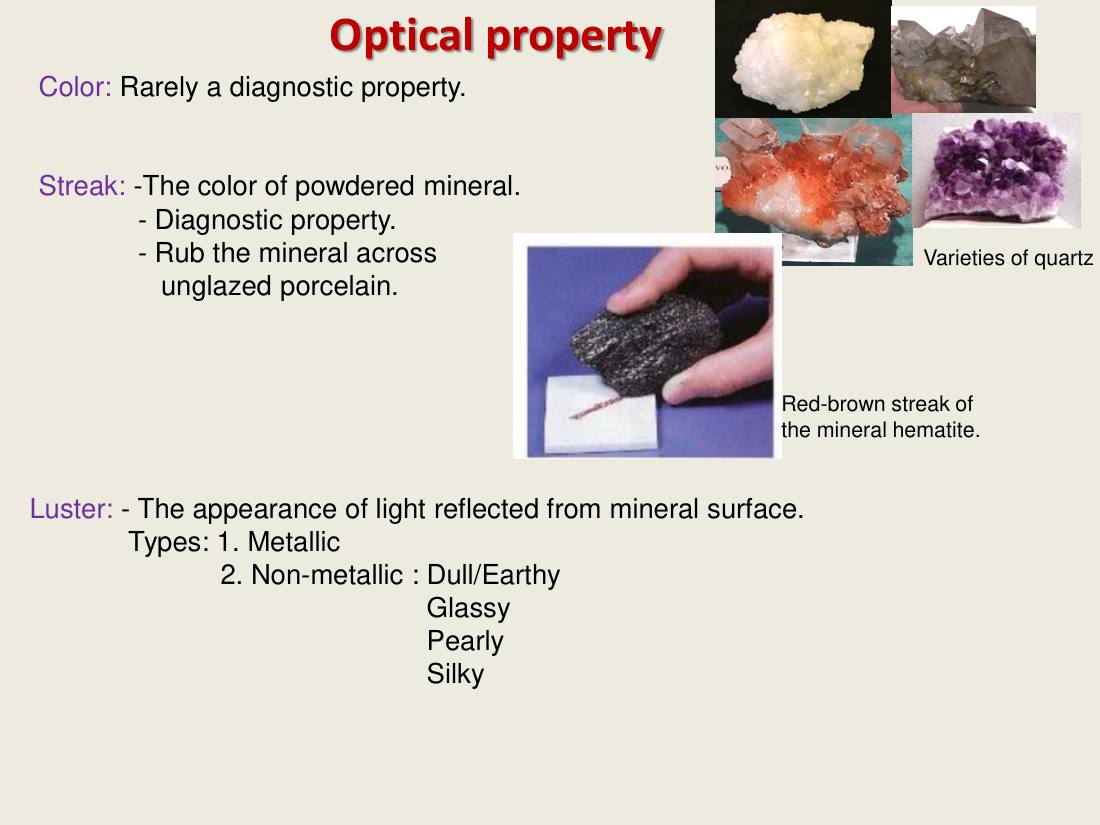 Optical property
Color: Rarely a diagnostic property.
Streak: -The color of powdered mineral.
- Diagnostic property.
- Rub the mineral across
unglazed porcelain.
Varieties of quartz
Red-brown streak of
the mineral hematite.
Luster: - The appearance of light reflected from mineral surface.
Types: 1. Metallic
2. Non-metallic : Dull/Earthy
Glassy
Pearly
Silky